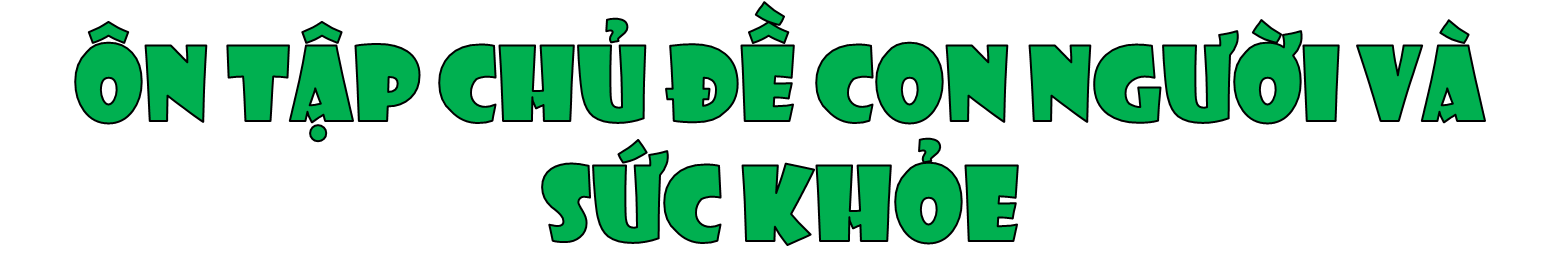 ÔN TẬP CHỦ ĐỀ CON NGƯỜI VÀ
SỨC KHỎE